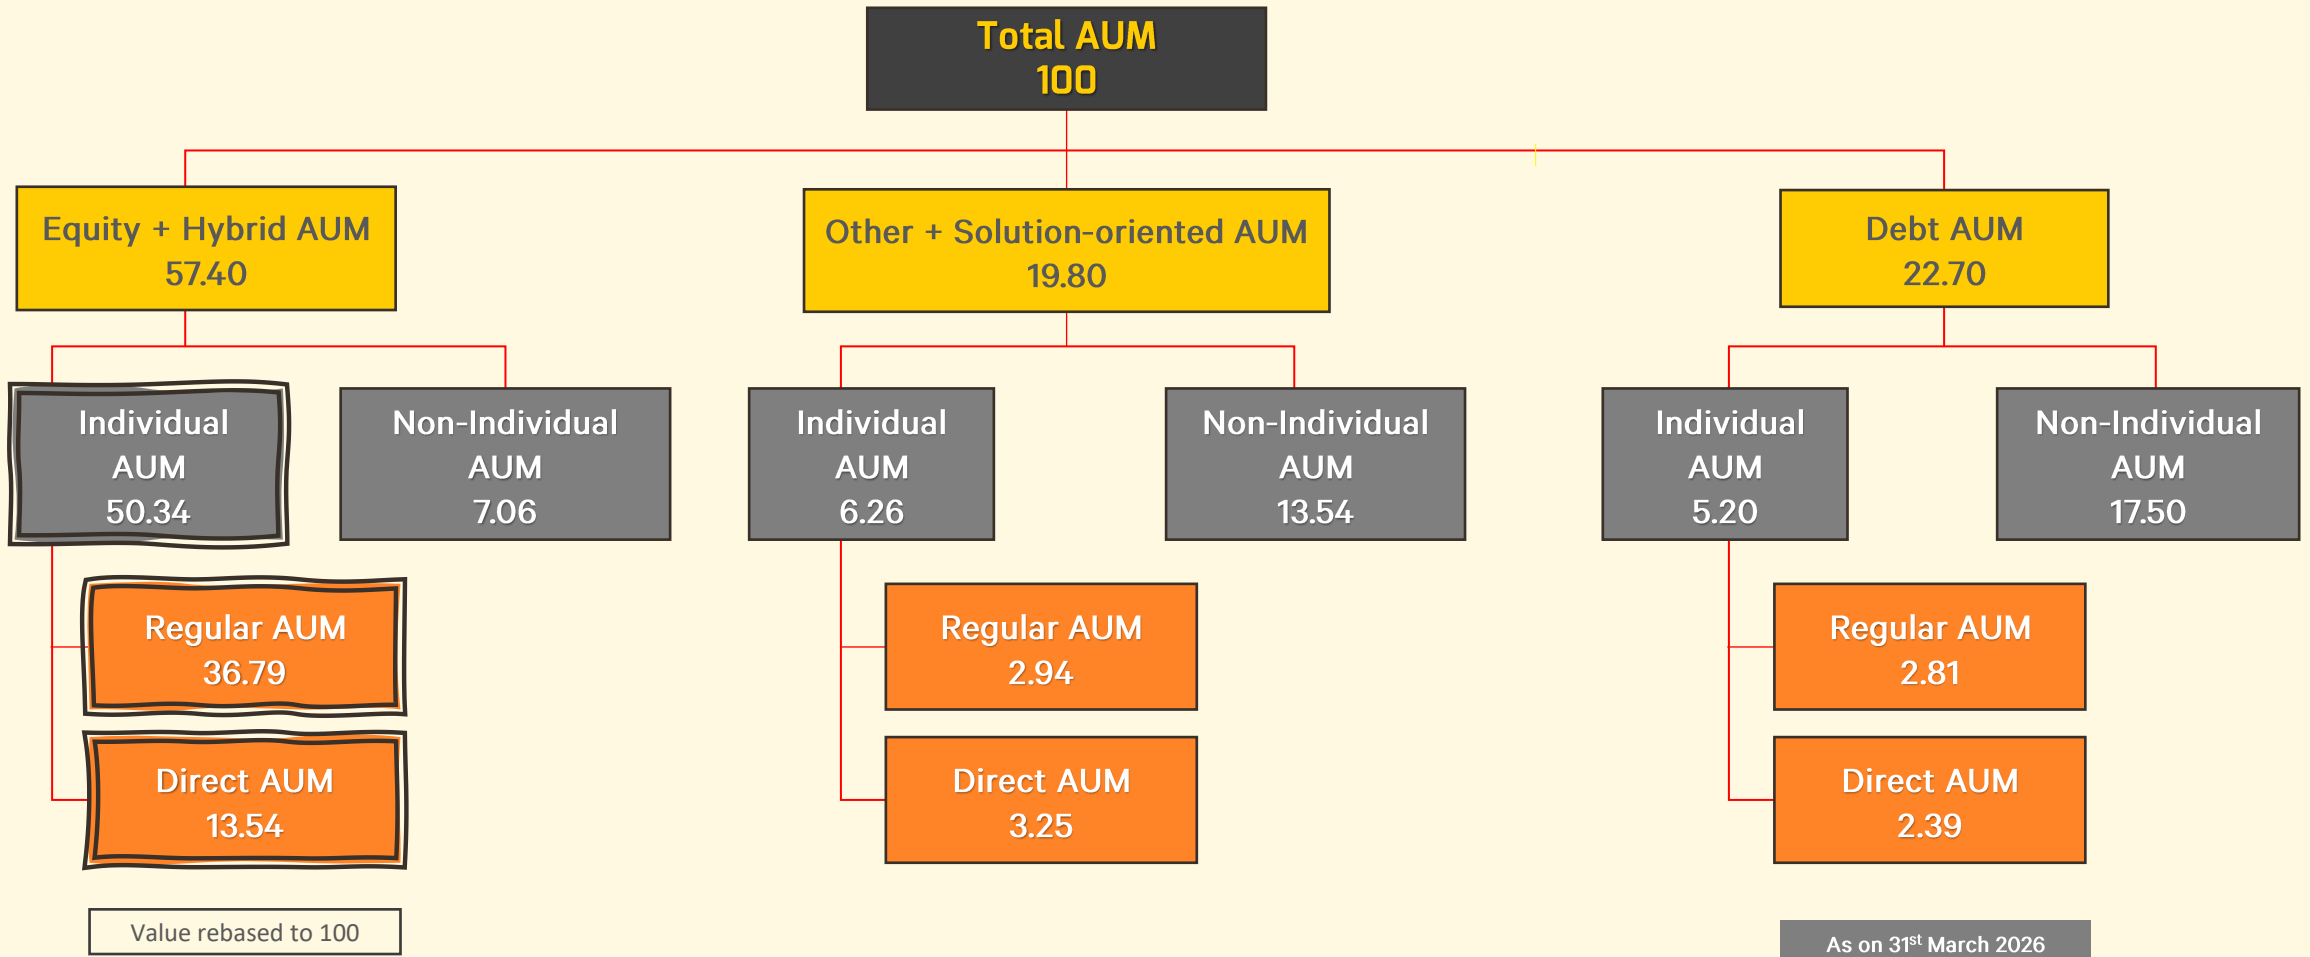 Total AUM
100
Equity + Hybrid AUM
57.40
Other + Solution-oriented AUM
19.80
Debt AUM
22.70
Individual
AUM
50.34
Non-Individual
AUM
7.06
Individual
AUM
6.26
Non-Individual
AUM
13.54
Individual
AUM
5.20
Non-Individual
AUM
17.50
Regular AUM
36.79
Regular AUM
2.94
Regular AUM
2.81
Direct AUM
13.54
Direct AUM
3.25
Direct AUM
2.39
Value rebased to 100
As on 31st March 2026